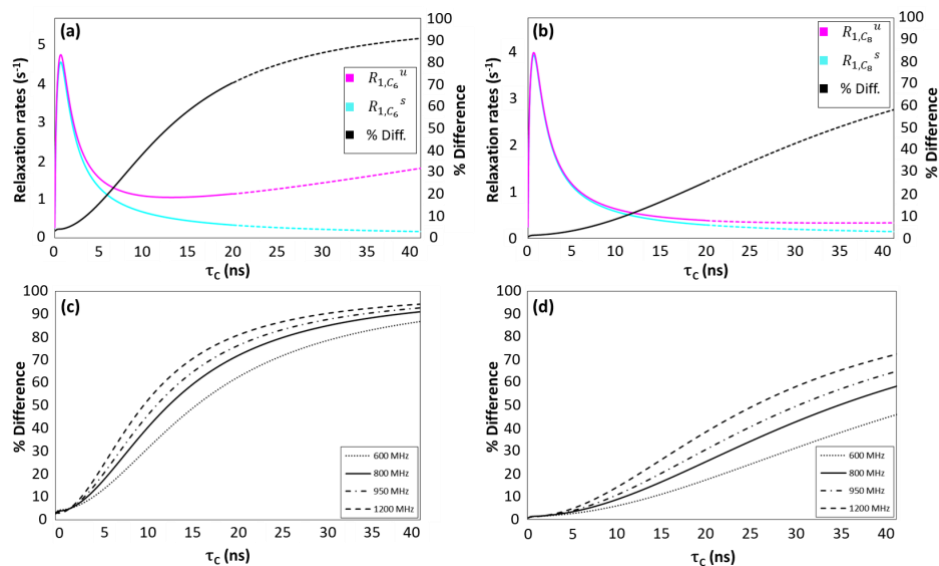 (a)
Relaxation rates (s⁻¹)
5
4
3
2
1
0
100
90
80
70
60
50
40
30
20
10
0
% Difference
R₁,C₆ᵘ
R₁,C₆ˢ
% Diff.
0 5 10 15 20 25 30 35 40
τC (ns)
(b)
Relaxation rates (s⁻¹)
4
3
2
1
0
100
90
80
70
60
50
40
30
20
10
0
% Difference
R₁,C₈ᵘ
R₁,C₈ˢ
% Diff.
0 5 10 15 20 25 30 35 40
τC (ns)
(c)
% Difference
100
90
80
70
60
50
40
30
20
10
0
600 MHz
800 MHz
950 MHz
1200 MHz
0 5 10 15 20 25 30 35 40
τC (ns)
(d)
% Difference
100
90
80
70
60
50
40
30
20
10
0
600 MHz
800 MHz
950 MHz
1200 MHz
0 5 10 15 20 25 30 35 40
τC (ns)